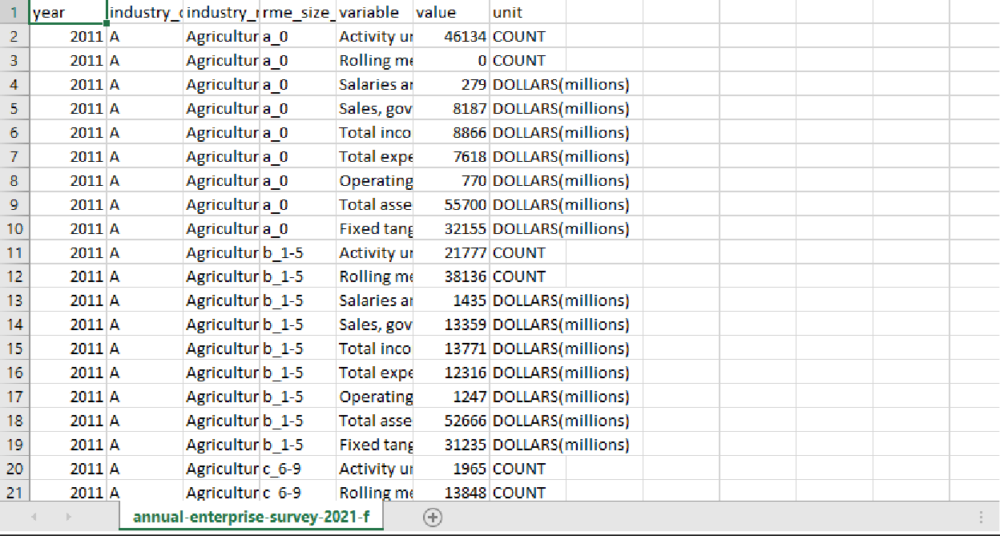 1 year industry_c industry_r rme_size_ variable value unit
2 2011 A Agricultur a_0 Activity ur 46134 COUNT
3 2011 A Agricultur a_0 Rolling me 0 COUNT
4 2011 A Agricultur a_0 Salaries ar 279 DOLLARS(millions)
5 2011 A Agricultur a_0 Sales, gov 8187 DOLLARS(millions)
6 2011 A Agricultur a_0 Total inco 8866 DOLLARS(millions)
7 2011 A Agricultur a_0 Total expe 7618 DOLLARS(millions)
8 2011 A Agricultur a_0 Operating 770 DOLLARS(millions)
9 2011 A Agricultur a_0 Total asse 55700 DOLLARS(millions)
10 2011 A Agricultur a_0 Fixed tang 32155 DOLLARS(millions)
11 2011 A Agricultur b_1-5 Activity ur 21777 COUNT
12 2011 A Agricultur b_1-5 Rolling me 38136 COUNT
13 2011 A Agricultur b_1-5 Salaries ar 1435 DOLLARS(millions)
14 2011 A Agricultur b_1-5 Sales, gov 13359 DOLLARS(millions)
15 2011 A Agricultur b_1-5 Total inco 13771 DOLLARS(millions)
16 2011 A Agricultur b_1-5 Total expe 12316 DOLLARS(millions)
17 2011 A Agricultur b_1-5 Operating 1247 DOLLARS(millions)
18 2011 A Agricultur b_1-5 Total asse 52666 DOLLARS(millions)
19 2011 A Agricultur b_1-5 Fixed tang 31235 DOLLARS(millions)
20 2011 A Agricultur c_6-9 Activity ur 1965 COUNT
21 2011 A Agricultur c_6-9 Rolling me 13848 COUNT
annual-enterprise-survey-2021-f